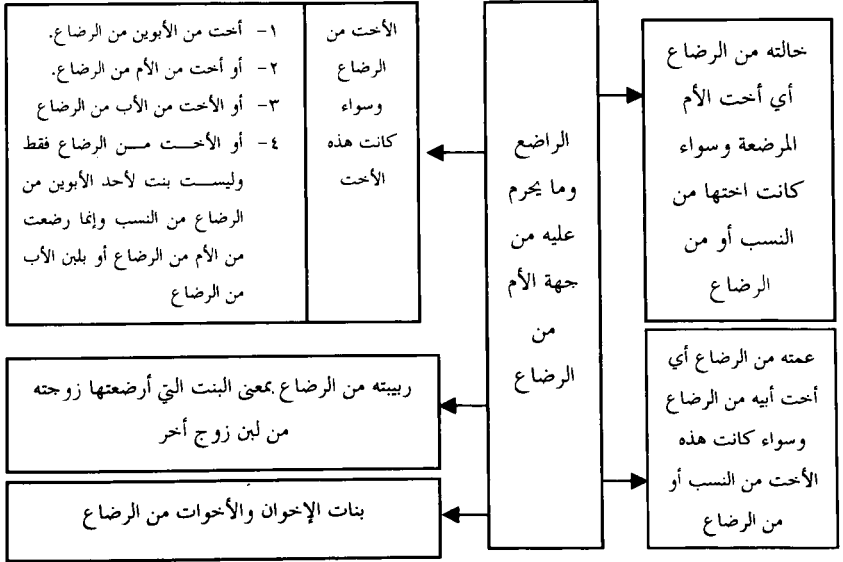 خالته من الرضاع
أي أخت الأم
المرضعة وسواء
كانت اختها من
النسب أو من
الرضاع
عمته من الرضاع أي
أخت أبيه من الرضاع
وسواء كانت هذه
الأخت من النسب أو
من الرضاع
الراضع
وما يحرم
عليه من
جهة الأم
من
الرضاع
الأخت من
الرضاع
وسواء
كانت هذه
الأخت
١- أخت من الأبوين من الرضاع.
٢- أو أخت من الأم من الرضاع.
٣- أو الأخت من الأب من الرضاع
٤- أو الأخت من الرضاع فقط
وليست بنت لأحد الأبوين من
الرضاع من النسب وإنما رضعت
من الأم من الرضاع أو بلبن الأب
من الرضاع
ربيبته من الرضاع بمعنى البنت التي أرضعتها زوجته
من لبن زوج أخر
بنات الإخوان والأخوات من الرضاع